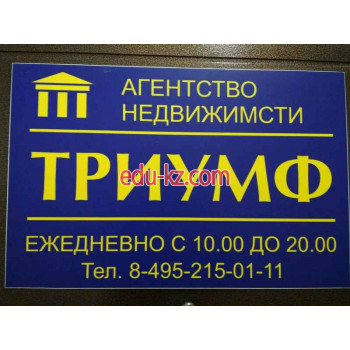 АГЕНТСТВО
НЕДВИЖИМСТИ
ТРИУМФ
edu-kz.com
ЕЖЕДНЕВНО С 10.00 ДО 20.00
Тел. 8-495-215-01-11